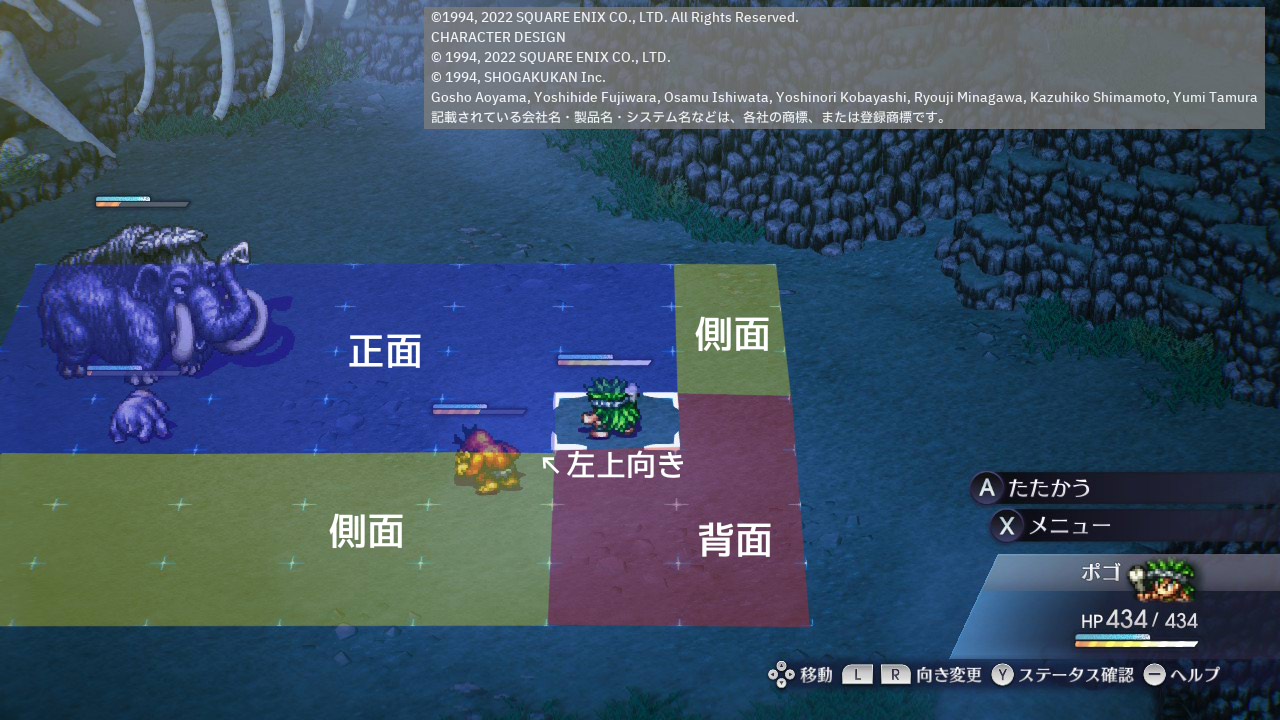 ©1994, 2022 SQUARE ENIX CO., LTD. All Rights Reserved.
CHARACTER DESIGN
© 1994, 2022 SQUARE ENIX CO., LTD.
© 1994, SHOGAKUKAN Inc.
Gosho Aoyama, Yoshihide Fujiwara, Osamu Ishiwata, Yoshinori Kobayashi, Ryouji Minagawa, Kazuhiko Shimamoto, Yumi Tamura
記載されている会社名・製品名・システム名などは、各社の商標、または登録商標です。
側面
正面
↖左上向き
側面
背面
A たたかう
X メニュー
ポゴ
HP 434 / 434
移動 L R 向き変更 Y ステータス確認 − ヘルプ